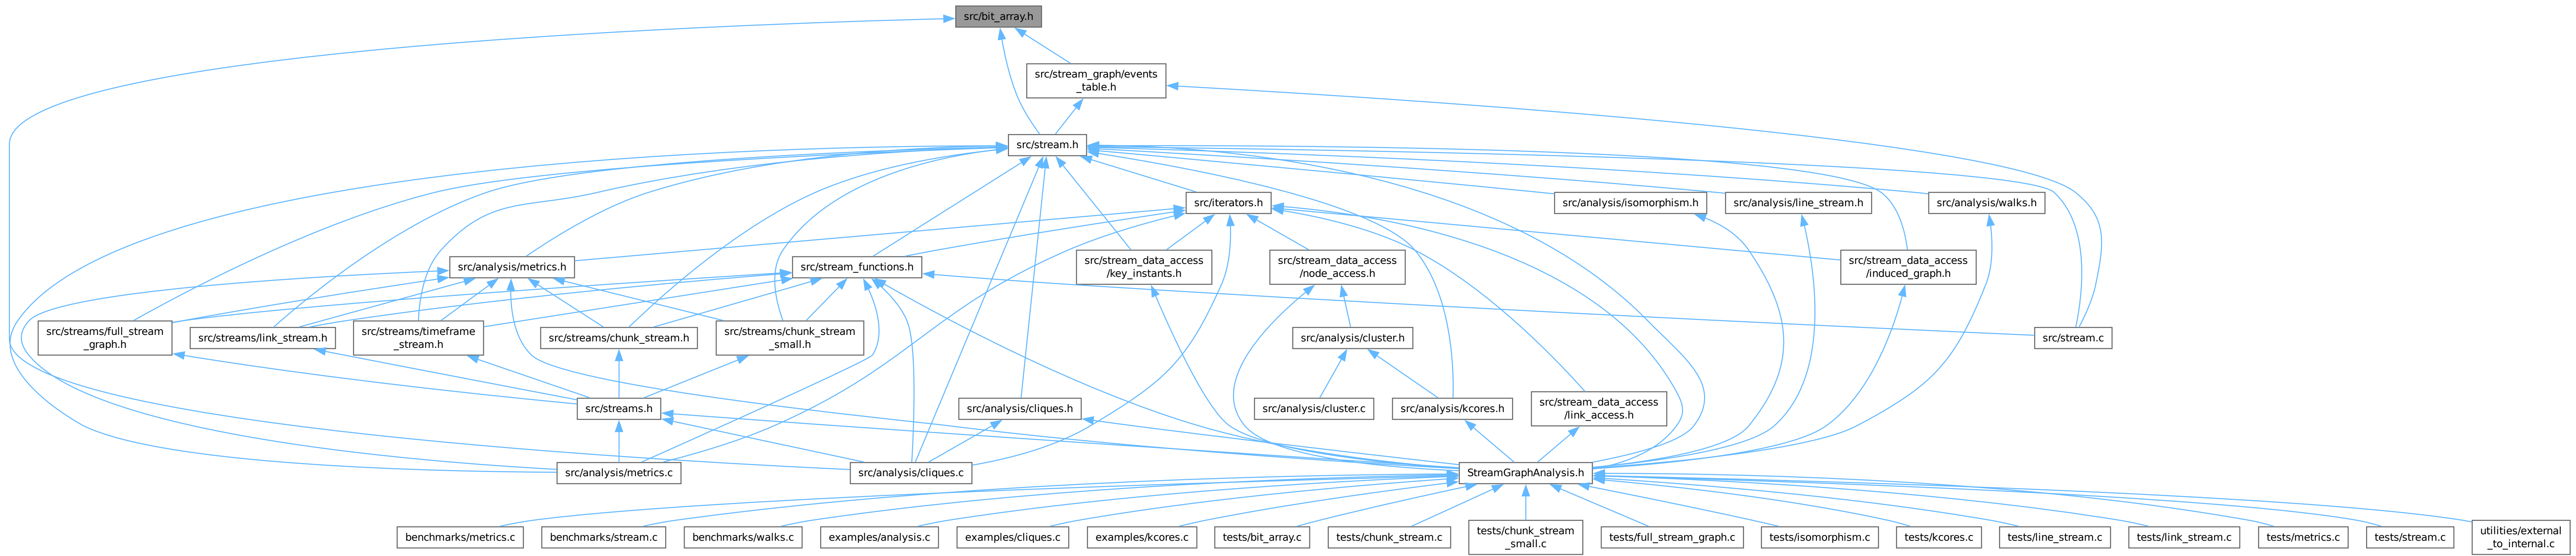 src/bit_array.h
src/stream_graph/events
_table.h
src/stream.h
src/iterators.h
src/analysis/isomorphism.h
src/analysis/line_stream.h
src/analysis/walks.h
src/analysis/metrics.h
src/stream_functions.h
src/stream_data_access
/key_instants.h
src/stream_data_access
/node_access.h
src/stream_data_access
/induced_graph.h
src/streams/full_stream
_graph.h
src/streams/link_stream.h
src/streams/timeframe
_stream.h
src/streams/chunk_stream.h
src/streams/chunk_stream
_small.h
src/analysis/cluster.h
src/stream.c
src/streams.h
src/analysis/cliques.h
src/analysis/cluster.c
src/analysis/kcores.h
src/stream_data_access
/link_access.h
src/analysis/metrics.c
src/analysis/cliques.c
StreamGraphAnalysis.h
benchmarks/metrics.c
benchmarks/stream.c
benchmarks/walks.c
examples/analysis.c
examples/cliques.c
examples/kcores.c
tests/bit_array.c
tests/chunk_stream.c
tests/chunk_stream
_small.c
tests/full_stream_graph.c
tests/isomorphism.c
tests/kcores.c
tests/line_stream.c
tests/link_stream.c
tests/metrics.c
tests/stream.c
utilities/external
_to_internal.c